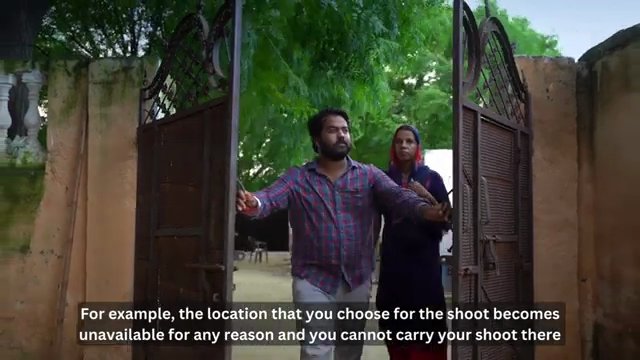 For example, the location that you choose for the shoot becomes
unavailable for any reason and you cannot carry your shoot there